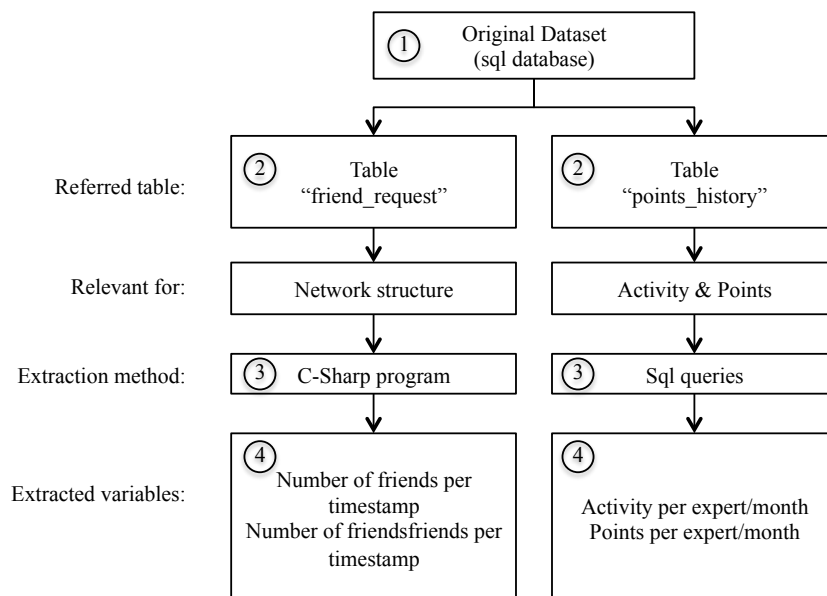 1
Original Dataset
(sql database)
Referred table:
2
Table
“friend_request”
2
Table
“points_history”
Relevant for:
Network structure
Activity & Points
Extraction method:
3
C-Sharp program
3
Sql queries
Extracted variables:
4
Number of friends per
timestamp
Number of friendsfriends per
timestamp
4
Activity per expert/month
Points per expert/month